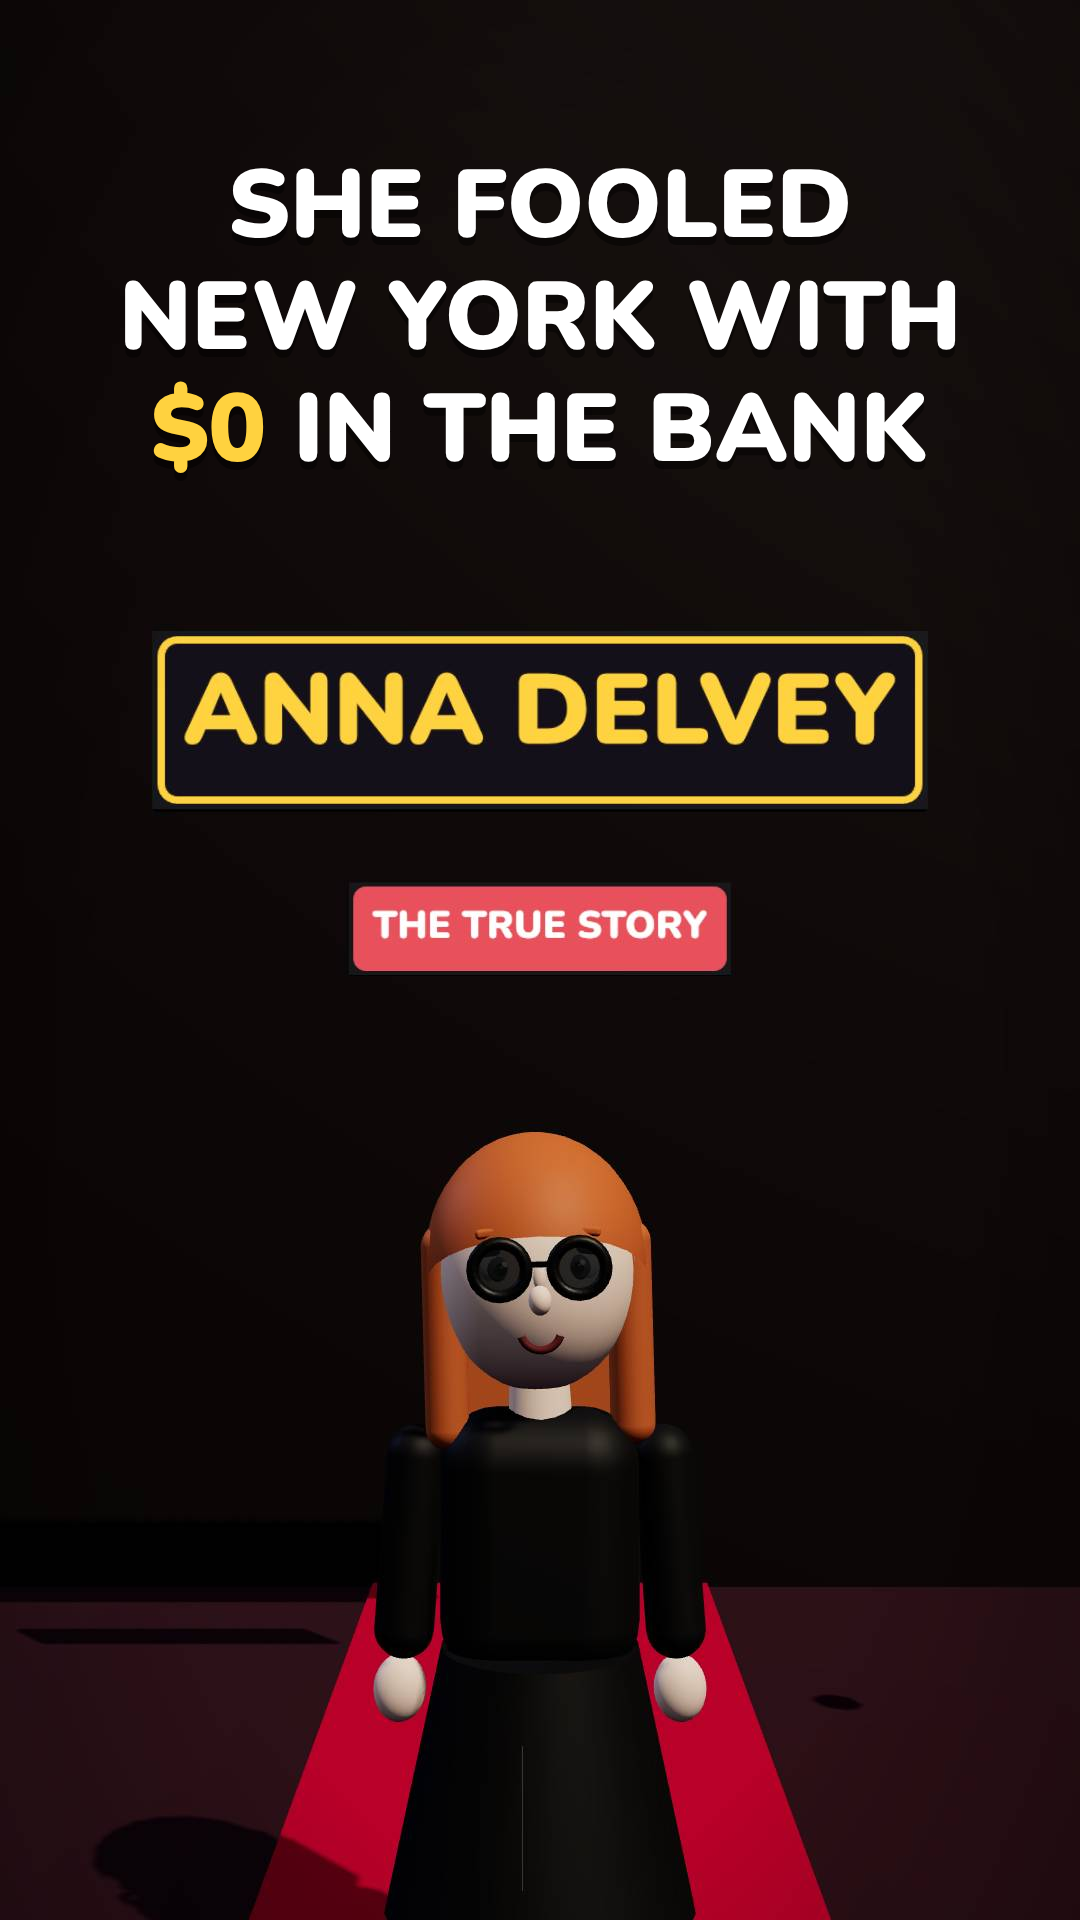 SHE FOOLED
NEW YORK WITH
$0 IN THE BANK
ANNA DELVEY
THE TRUE STORY